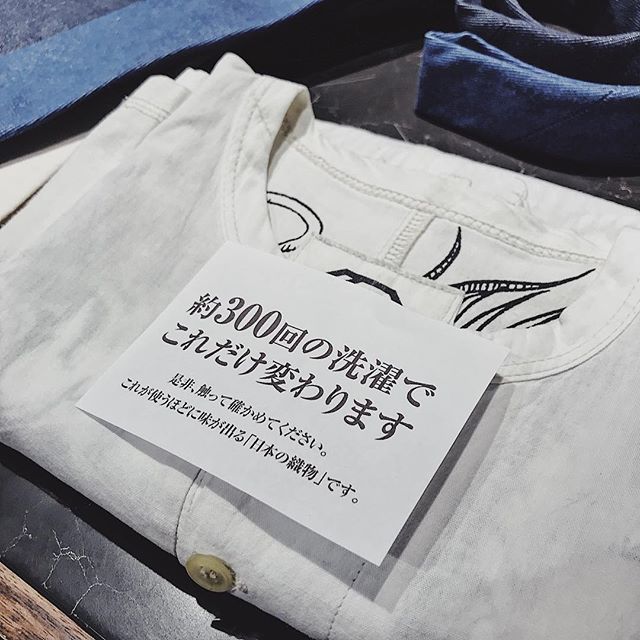 約300回の洗濯で
これだけ変わります
是非、触って確かめてください。
これが使うほどに味が出る「日本の織物」です。